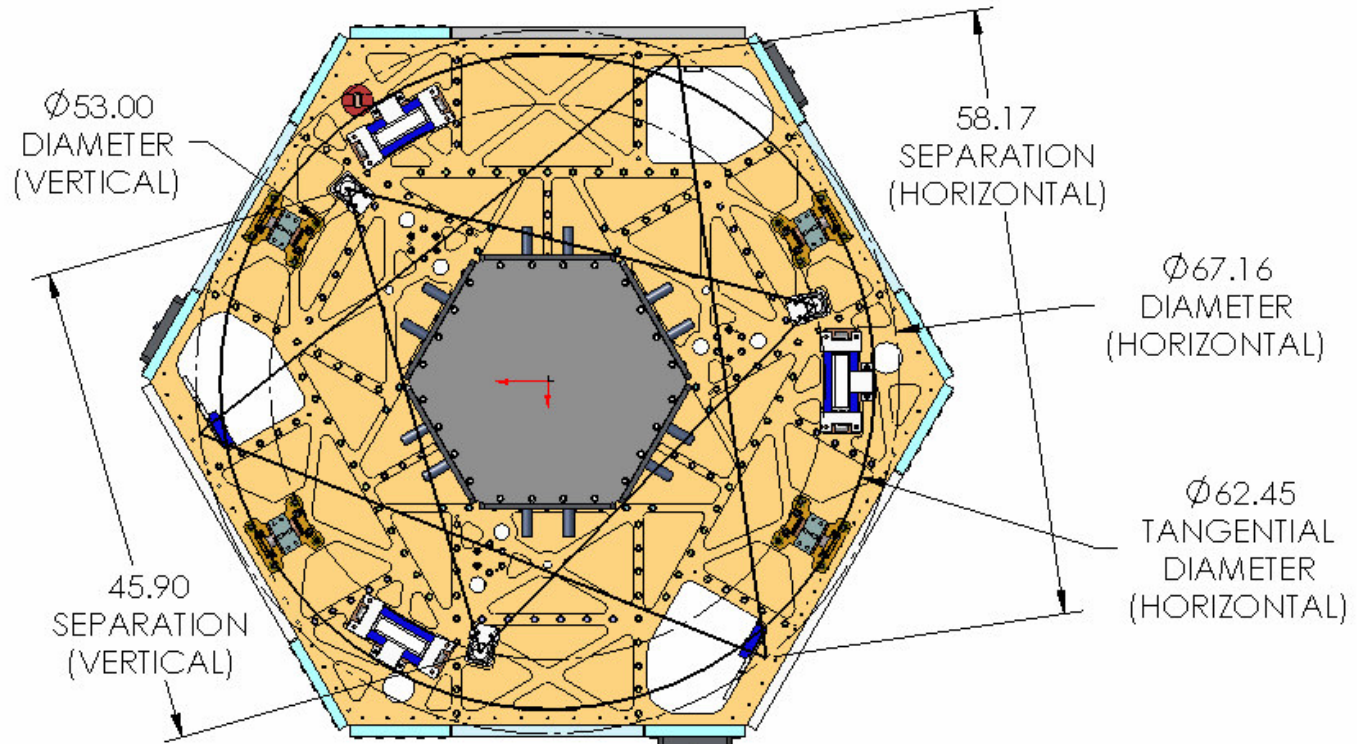 Ø53.00
DIAMETER
(VERTICAL)
58.17
SEPARATION
(HORIZONTAL)
Ø67.16
DIAMETER
(HORIZONTAL)
Ø62.45
TANGENTIAL
DIAMETER
(HORIZONTAL)
45.90
SEPARATION
(VERTICAL)